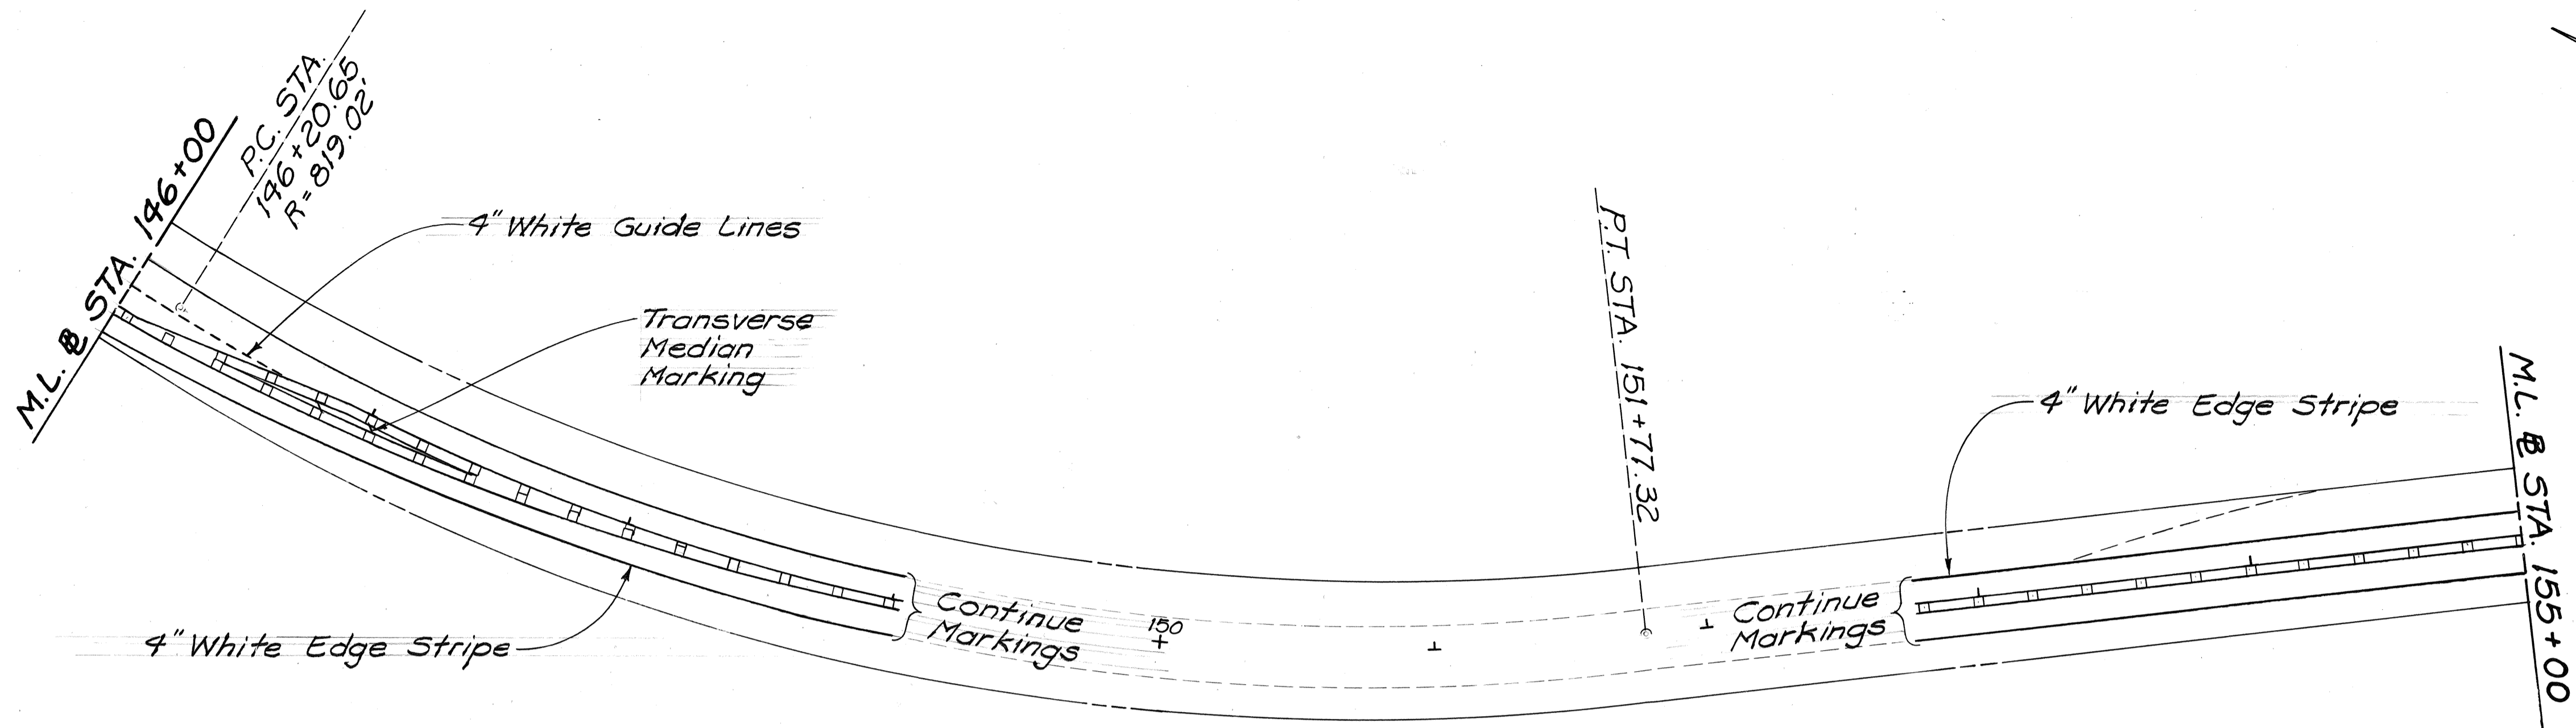 M.L. ⅊ STA. 146+00
P.C. STA.
146+20.65
R=819.02'
4" White Guide Lines
Transverse
Median
Marking
4" White Edge Stripe
Continue
Markings
150
P.T. STA. 151+77.32
Continue
Markings
4" White Edge Stripe
M.L. ⅊ STA. 155+00